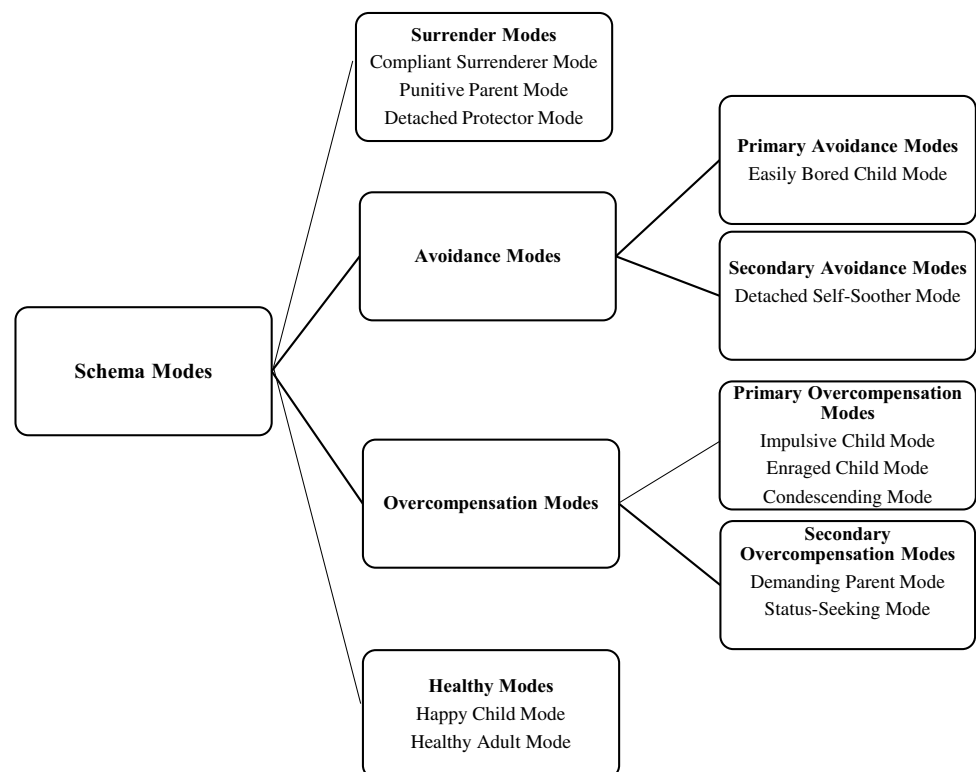 Surrender Modes
Compliant Surrenderer Mode
Punitive Parent Mode
Detached Protector Mode
Primary Avoidance Modes
Easily Bored Child Mode
Avoidance Modes
Secondary Avoidance Modes
Detached Self-Soother Mode
Schema Modes
Primary Overcompensation
Modes
Impulsive Child Mode
Enraged Child Mode
Condescending Mode
Overcompensation Modes
Secondary
Overcompensation Modes
Demanding Parent Mode
Status-Seeking Mode
Healthy Modes
Happy Child Mode
Healthy Adult Mode